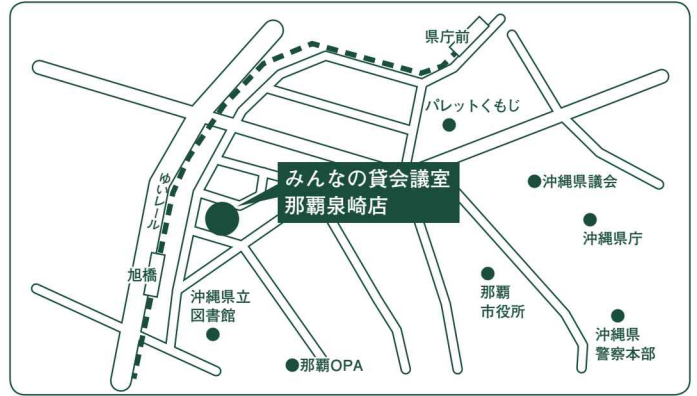 県庁前
パレットくもじ
みんなの貸会議室
那覇泉崎店
沖縄県議会
ゆいレール
沖縄県庁
旭橋
那覇
市役所
沖縄県立
図書館
沖縄県
警察本部
那覇OPA